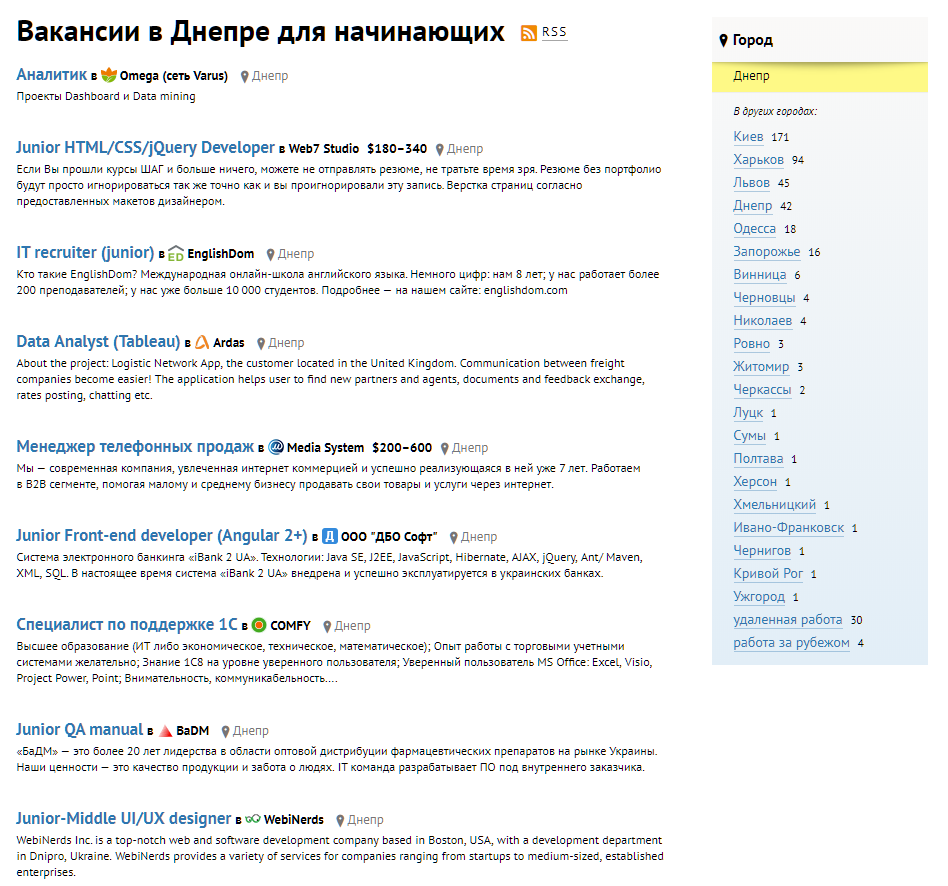 Вакансии в Днепре для начинающих RSS
Аналитик в Omega (сеть Varus) Днепр
Проекты Dashboard и Data mining
Junior HTML/CSS/jQuery Developer в Web7 Studio $180–340 Днепр
Если Вы прошли курсы ШАГ и больше ничего, можете не отправлять резюме, не тратьте время зря. Резюме без портфолио
будут просто игнорироваться так же точно как и вы проигнорировали эту запись. Верстка страниц согласно
предоставленных макетов дизайнером.
IT recruiter (junior) в EnglishDom Днепр
Кто такие EnglishDom? Международная онлайн-школа английского языка. Немного цифр: нам 8 лет; у нас работает более
200 преподавателей; у нас уже больше 10 000 студентов. Подробнее — на нашем сайте: englishdom.com
Data Analyst (Tableau) в Ardas Днепр
About the project: Logistic Network App, the customer located in the United Kingdom. Communication between freight
companies become easier! The application helps user to find new partners and agents, documents and feedback exchange,
rates posting, chatting etc.
Менеджер телефонных продаж в Media System $200–600 Днепр
Мы — современная компания, увлеченная интернет коммерцией и успешно реализующаяся в ней уже 7 лет. Работаем
в B2B сегменте, помогая малому и среднему бизнесу продавать свои товары и услуги через интернет.
Junior Front-end developer (Angular 2+) в ООО "ДБО Софт" Днепр
Система электронного банкинга «iBank 2 UA». Технологии: Java SE, J2EE, JavaScript, Hibernate, AJAX, jQuery, Ant/ Maven,
XML, SQL. В настоящее время система «iBank 2 UA» внедрена и успешно эксплуатируется в украинских банках.
Специалист по поддержке 1С в COMFY Днепр
Высшее образование (ИТ либо экономическое, техническое, математическое); Опыт работы с торговыми учетными
системами желательно; Знание 1С8 на уровне уверенного пользователя; Уверенный пользователь MS Office: Excel, Visio,
Project Power, Point; Внимательность, коммуникабельность....
Junior QA manual в BaDM Днепр
«БаДМ» — это более 20 лет лидерства в области оптовой дистрибуции фармацевтических препаратов на рынке Украины.
Наши ценности — это качество продукции и забота о людях. IT команда разрабатывает ПО под внутреннего заказчика.
Junior-Middle UI/UX designer в WebiNerds Днепр
WebiNerds Inc. is a top-notch web and software development company based in Boston, USA, with a development department
in Dnipro, Ukraine. WebiNerds provides a variety of services for companies ranging from startups to medium-sized, established
enterprises.
Город
Днепр
В других городах:
Киев 171
Харьков 94
Львов 45
Днепр 42
Одесса 18
Запорожье 16
Винница 6
Черновцы 4
Николаев 4
Ровно 3
Житомир 3
Черкассы 2
Луцк 1
Сумы 1
Полтава 1
Херсон 1
Хмельницкий 1
Ивано-Франковск 1
Чернигов 1
Кривой Рог 1
Ужгород 1
удаленная работа 30
работа за рубежом 4